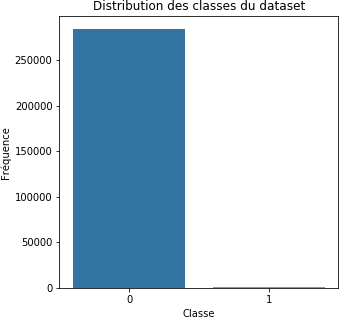 Distribution des classes du dataset
Fréquence
250000
200000
150000
100000
50000
0
0 1
Classe